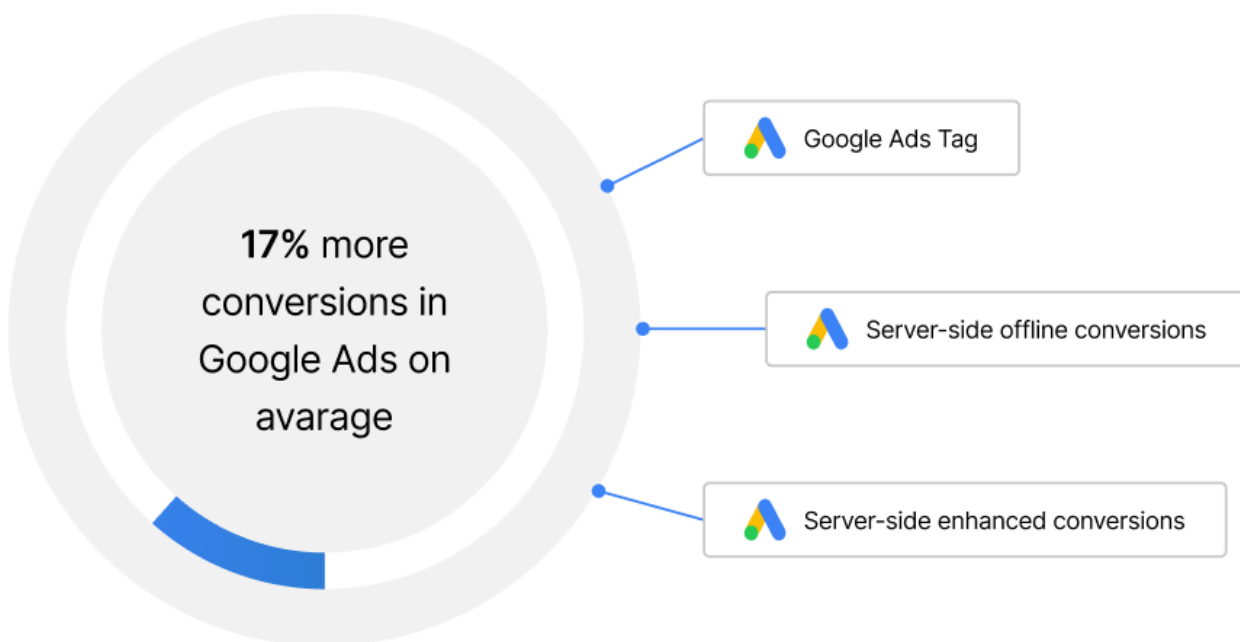 17% more
conversions in
Google Ads on
avarage
Google Ads Tag
Server-side offline conversions
Server-side enhanced conversions